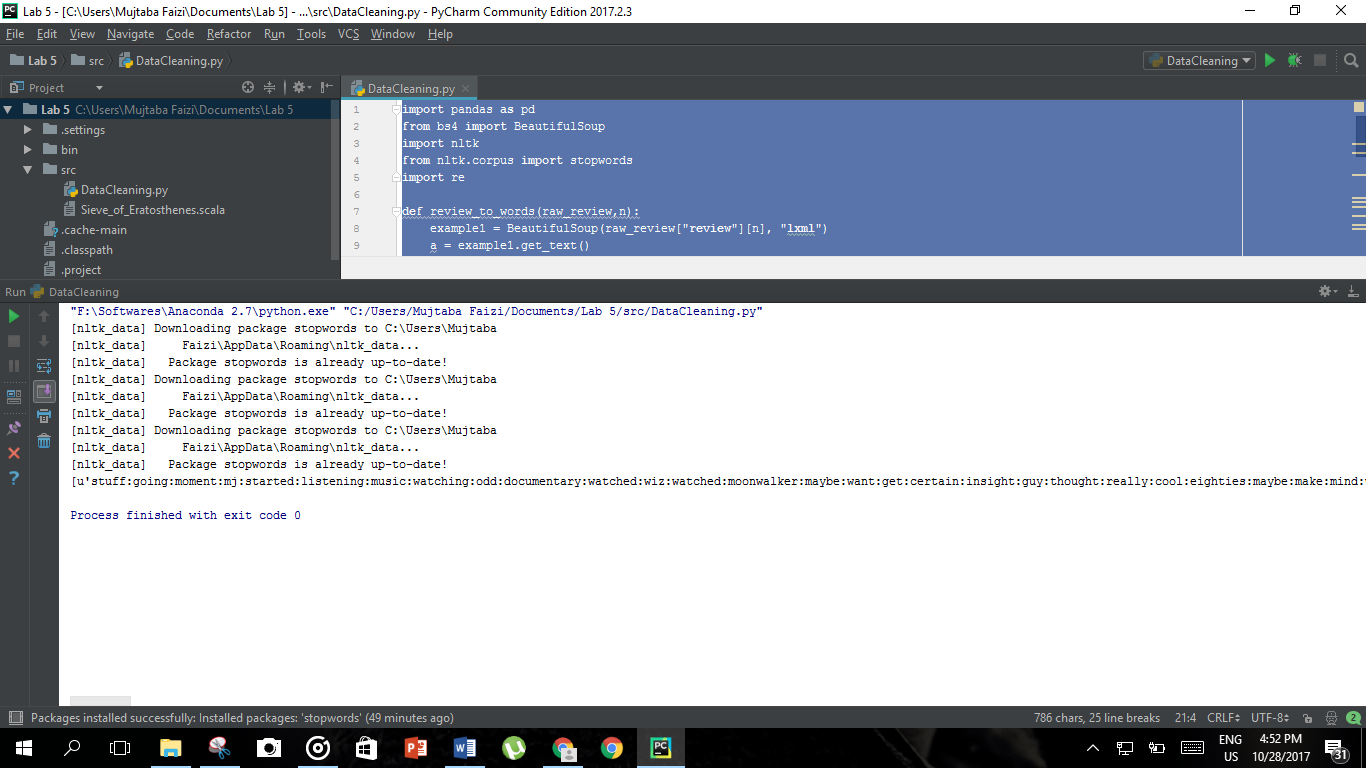 Lab 5 - [C:\Users\Mujtaba Faizi\Documents\Lab 5] - ...\src\DataCleaning.py - PyCharm Community Edition 2017.2.3
File Edit View Navigate Code Refactor Run Tools VCS Window Help
Lab 5 src DataCleaning.py DataCleaning
Project
DataCleaning.py
Lab 5 C:\Users\Mujtaba Faizi\Documents\Lab 5
.settings
bin
src
DataCleaning.py
Sieve_of_Eratosthenes.scala
.cache-main
.classpath
.project
1 import pandas as pd
2 from bs4 import BeautifulSoup
3 import nltk
4 from nltk.corpus import stopwords
5 import re
6
7 def review_to_words(raw_review,n):
8     example1 = BeautifulSoup(raw_review["review"][n], "lxml")
9     a = example1.get_text()
Run DataCleaning
"F:\Softwares\Anaconda 2.7\python.exe" "C:/Users/Mujtaba Faizi/Documents/Lab 5/src/DataCleaning.py"
[nltk_data] Downloading package stopwords to C:\Users\Mujtaba
[nltk_data]     Faizi\AppData\Roaming\nltk_data...
[nltk_data]   Package stopwords is already up-to-date!
[nltk_data] Downloading package stopwords to C:\Users\Mujtaba
[nltk_data]     Faizi\AppData\Roaming\nltk_data...
[nltk_data]   Package stopwords is already up-to-date!
[nltk_data] Downloading package stopwords to C:\Users\Mujtaba
[nltk_data]     Faizi\AppData\Roaming\nltk_data...
[nltk_data]   Package stopwords is already up-to-date!
[u'stuff:going:moment:mj:started:listening:music:watching:odd:documentary:watched:wiz:watched:moonwalker:maybe:want:get:certain:insight:guy:thought:really:cool:eighties:maybe:make:mind:
Process finished with exit code 0
Packages installed successfully: Installed packages: 'stopwords' (49 minutes ago) 786 chars, 25 line breaks 21:4 CRLF UTF-8 2
ENG 4:52 PM
US 10/28/2017 31